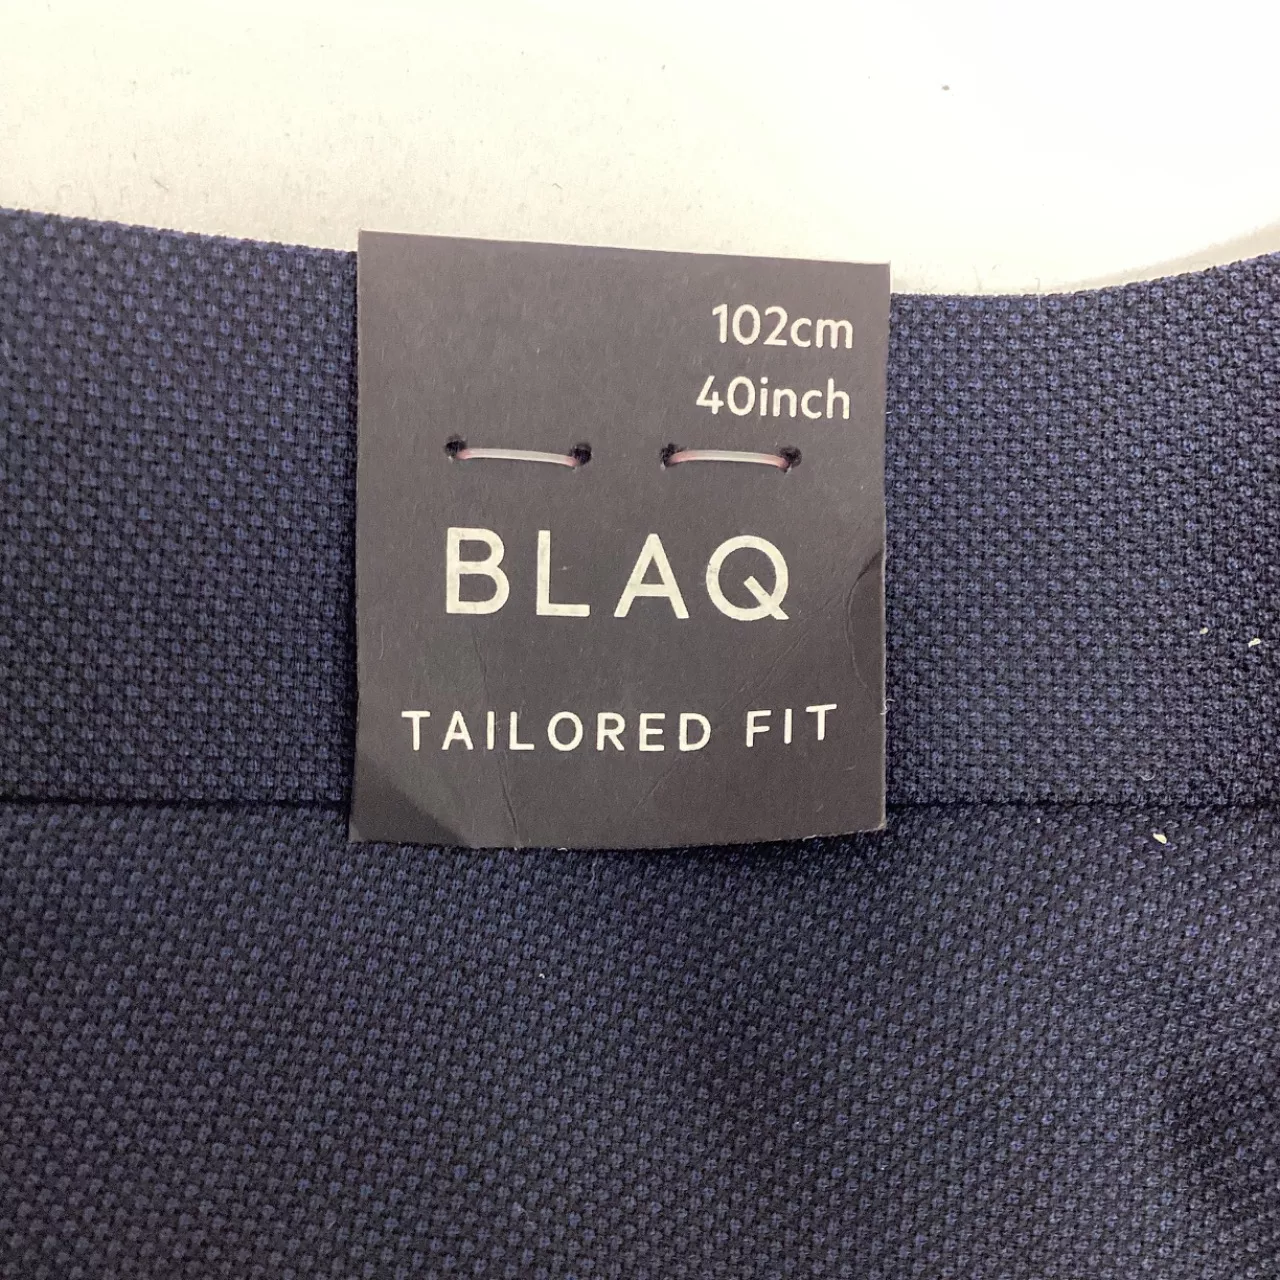 102cm
40inch
BLAQ
TAILORED FIT